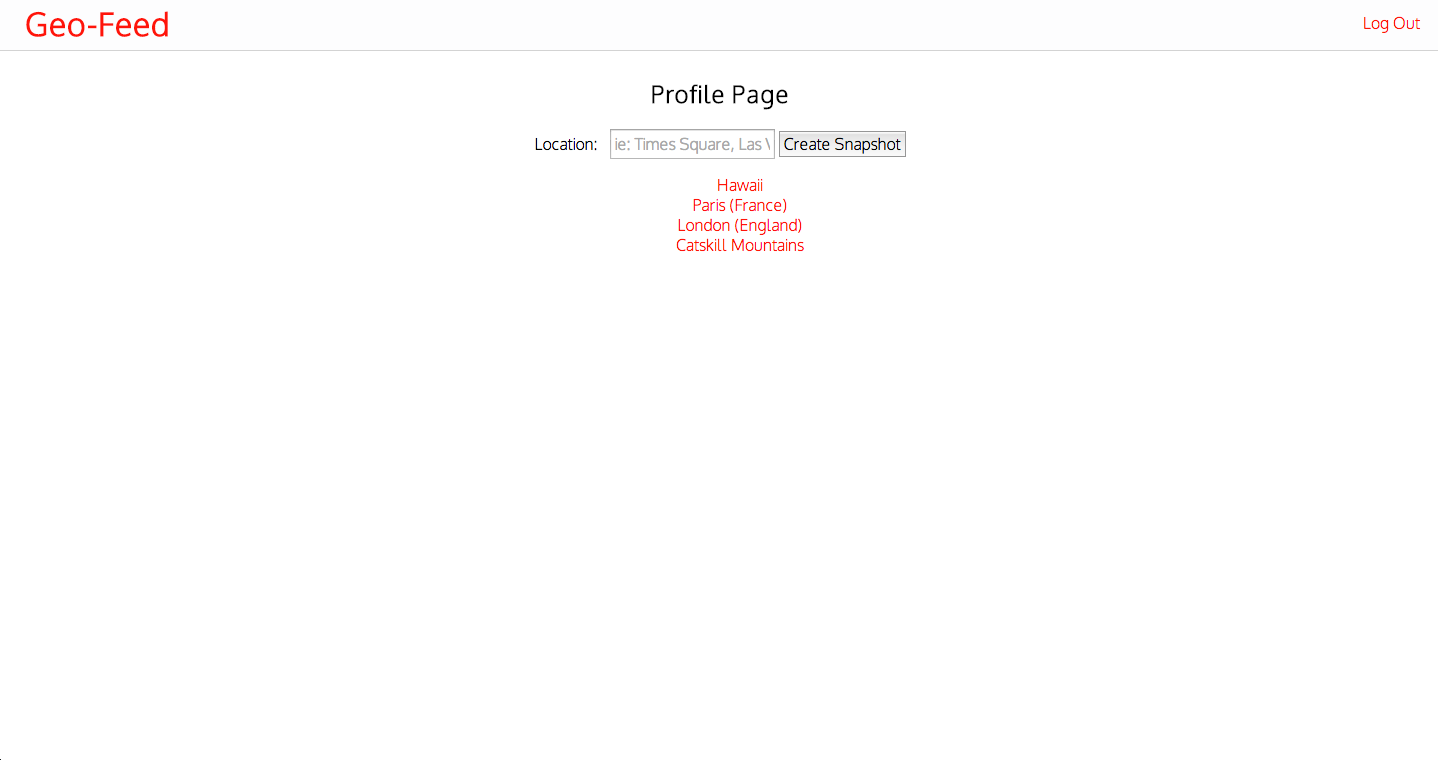 Geo-Feed
Log Out
Profile Page
Location: ie: Times Square, Las Create Snapshot
Hawaii
Paris (France)
London (England)
Catskill Mountains